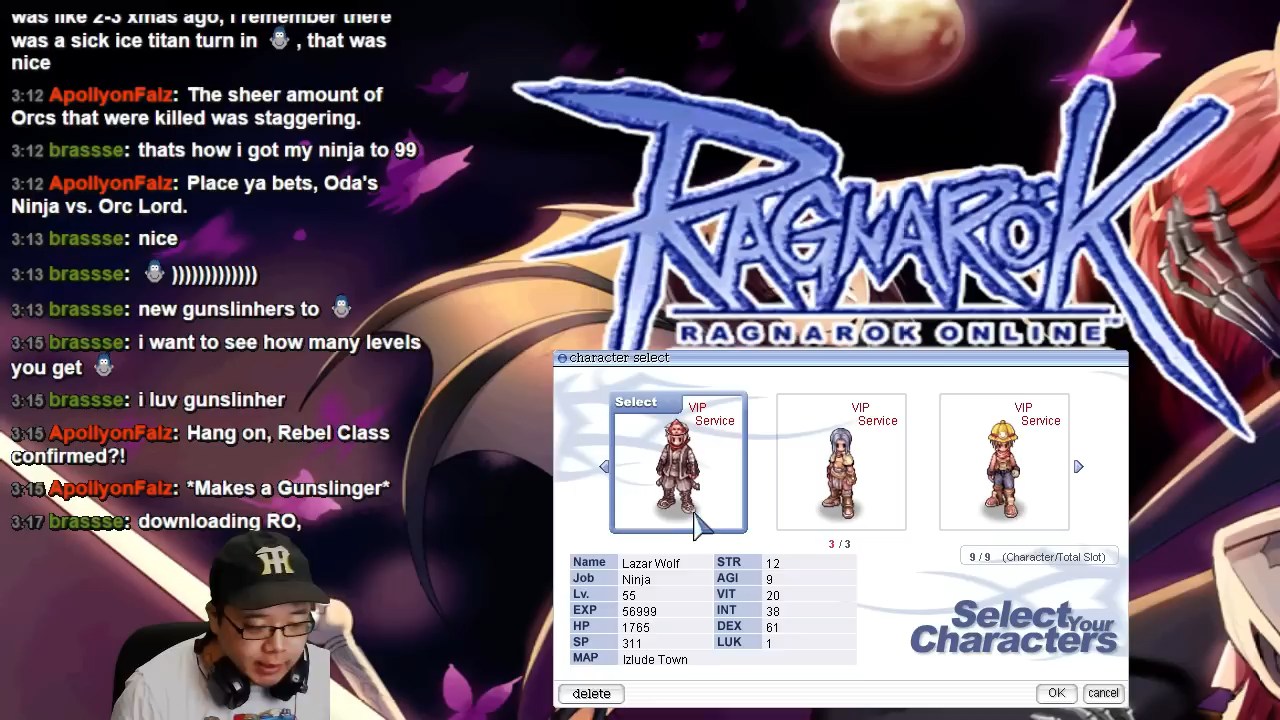 was like 2-3 xmas ago, i remember there
was a sick ice titan turn in , that was
nice
3:12 ApollyonFalz: The sheer amount of
Orcs that were killed was staggering.
3:12 brassse: thats how i got my ninja to 99
3:12 ApollyonFalz: Place ya bets, Oda's
Ninja vs. Orc Lord.
3:13 brassse: nice
3:13 brassse: ))))))))))))))
3:13 brassse: new gunslinhers to
3:15 brassse: i want to see how many levels
you get
3:15 brassse: i luv gunslinher
3:15 ApollyonFalz: Hang on, Rebel Class
confirmed?!
3:15 ApollyonFalz: *Makes a Gunslinger*
3:17 brassse: downloading RO,
RAGNARÖK
RAGNAROK ONLINE™
character select
Select
VIP
Service
VIP
Service
VIP
Service
3 / 3
9 / 9 (Character/Total Slot)
Name Lazar Wolf STR 12
Job Ninja AGI 9
Lv. 55 VIT 20
EXP 56999 INT 38
HP 1765 DEX 61
SP 311 LUK 1
MAP Izlude Town
Select Your
Characters
delete
OK
cancel